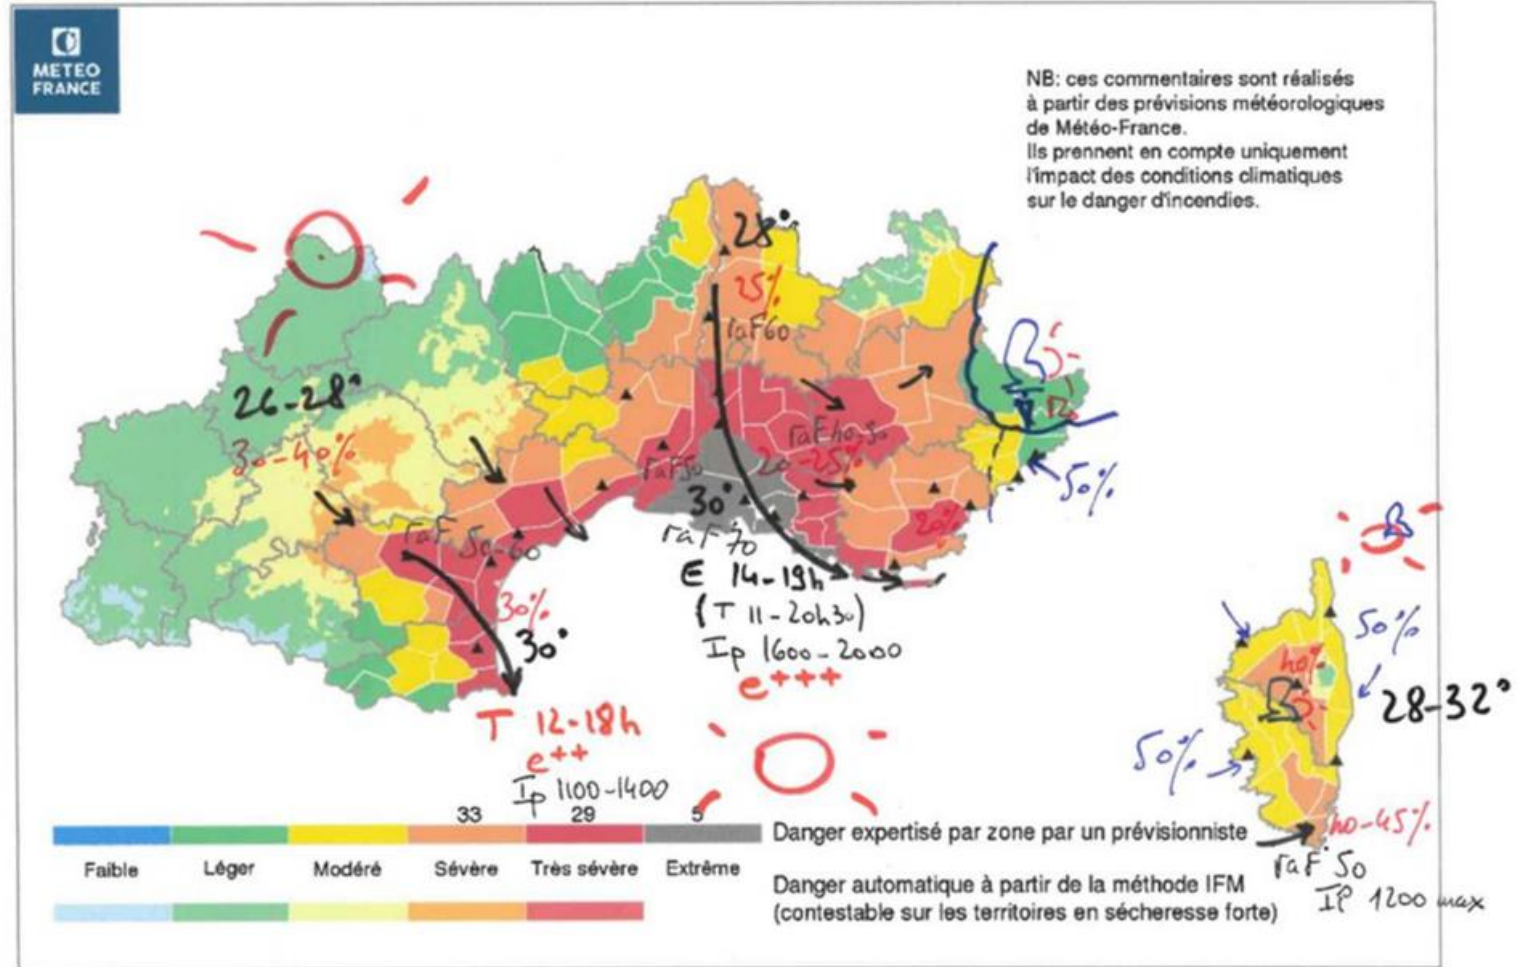 METEO
FRANCE
NB: ces commentaires sont réalisés
à partir des prévisions météorologiques
de Météo-France.
Ils prennent en compte uniquement
l'impact des conditions climatiques
sur le danger d'incendies.
28°
25%
raF60
26-28°
30-40%
raF 40-50
raF50
20-25%
50%
30°
20%
raF 50-60
raF 70
E 14-19h
(T 11-20h30)
Ip 1600-2000
e+++
30%
30°
50%
40%
28-32°
T 12-18h
e++
50%
Ip 1100-1400
33 29 5
Danger expertisé par zone par un prévisionniste
40-45%
Faible Léger Modéré Sévère Très sévère Extrême
raF 50
Danger automatique à partir de la méthode IFM
IP 1200 max
(contestable sur les territoires en sécheresse forte)